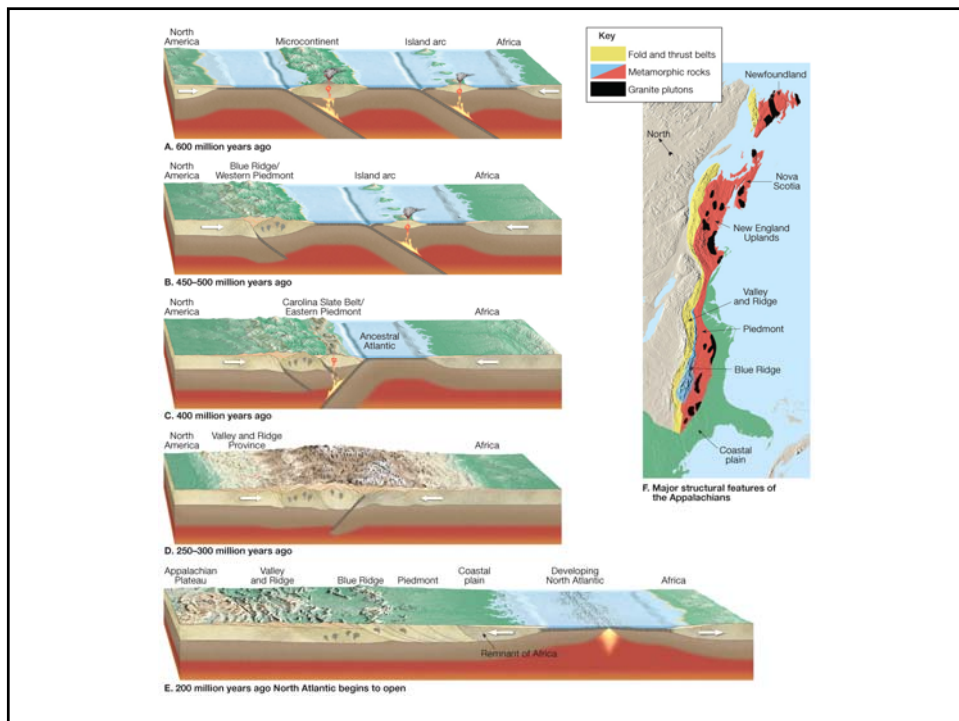 North
America
Microcontinent
Island arc
Africa
A. 600 million years ago
North
America
Blue Ridge/
Western Piedmont
Island arc
Africa
B. 450–500 million years ago
North
America
Carolina Slate Belt/
Eastern Piedmont
Ancestral
Atlantic
Africa
C. 400 million years ago
North
America
Valley and Ridge
Province
Africa
D. 250–300 million years ago
Appalachian
Plateau
Valley
and Ridge
Blue Ridge
Piedmont
Coastal
plain
Developing
North Atlantic
Africa
Remnant of Africa
E. 200 million years ago North Atlantic begins to open
Key
Fold and thrust belts
Metamorphic rocks
Granite plutons
Newfoundland
North
Nova
Scotia
New England
Uplands
Valley
and Ridge
Piedmont
Blue Ridge
Coastal
plain
F. Major structural features of
the Appalachians